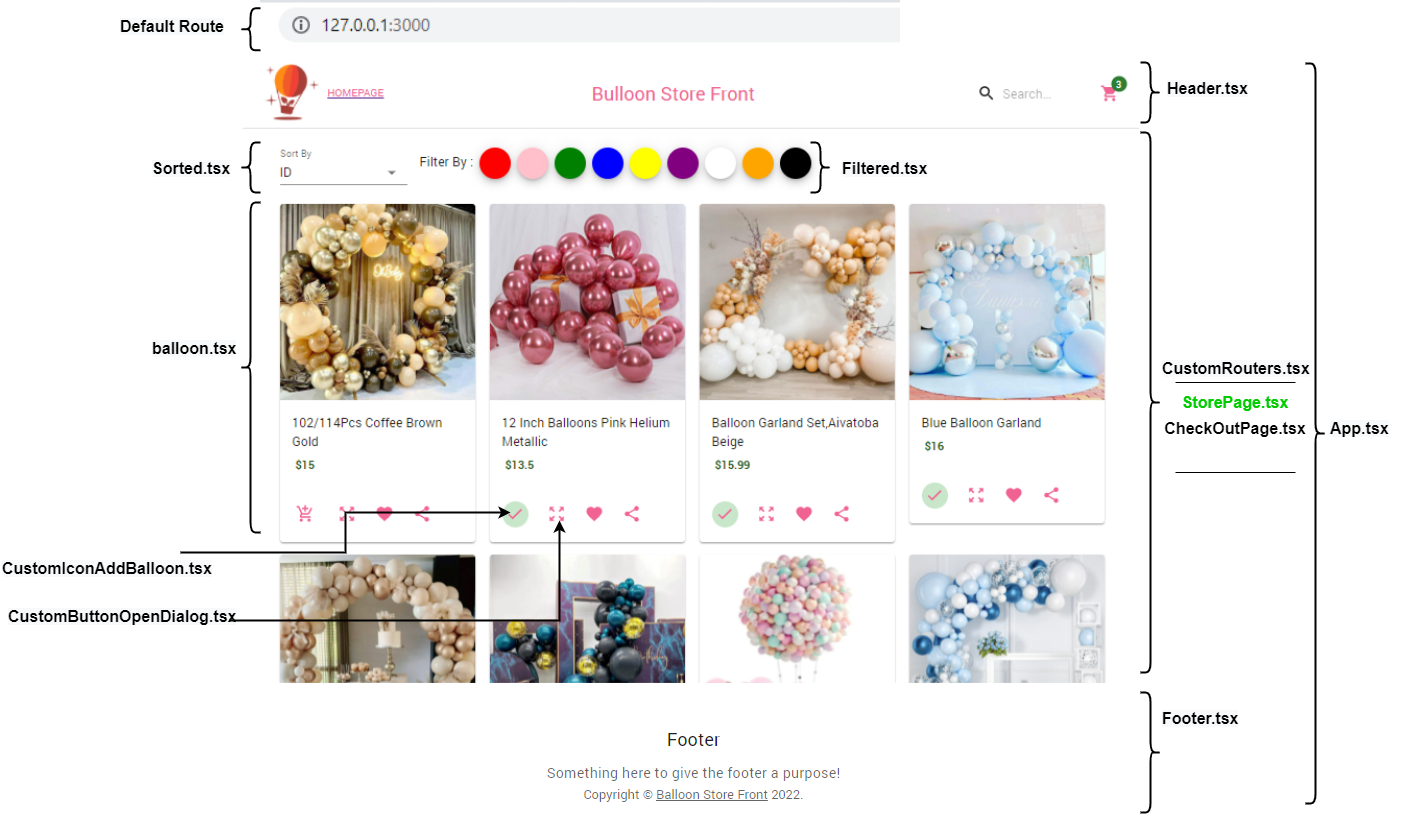 Default Route
127.0.0.1:3000
HOMEPAGE
Bulloon Store Front
Search...
3
Header.tsx
Sorted.tsx
Sort By
ID
Filter By :
Filtered.tsx
balloon.tsx
Oh Baby
102/114Pcs Coffee Brown
Gold
$15
12 Inch Balloons Pink Helium
Metallic
$13.5
Balloon Garland Set,Aivatoba
Beige
$15.99
Blue Balloon Garland
$16
CustomRouters.tsx
StorePage.tsx
CheckOutPage.tsx
App.tsx
CustomIconAddBalloon.tsx
CustomButtonOpenDialog.tsx
Footer.tsx
Footer
Something here to give the footer a purpose!
Copyright © Balloon Store Front 2022.